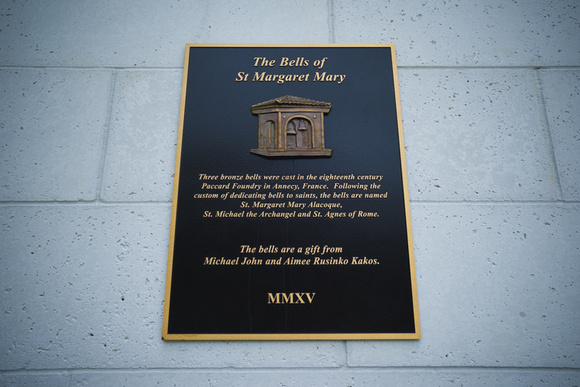 The Bells of
St Margaret Mary
Three bronze bells were cast in the eighteenth century
Paccard Foundry in Annecy, France. Following the
custom of dedicating bells to saints, the bells are named
St. Margaret Mary Alacoque,
St. Michael the Archangel and St. Agnes of Rome.
The bells are a gift from
Michael John and Aimee Rusinko Kakos.
MMXV